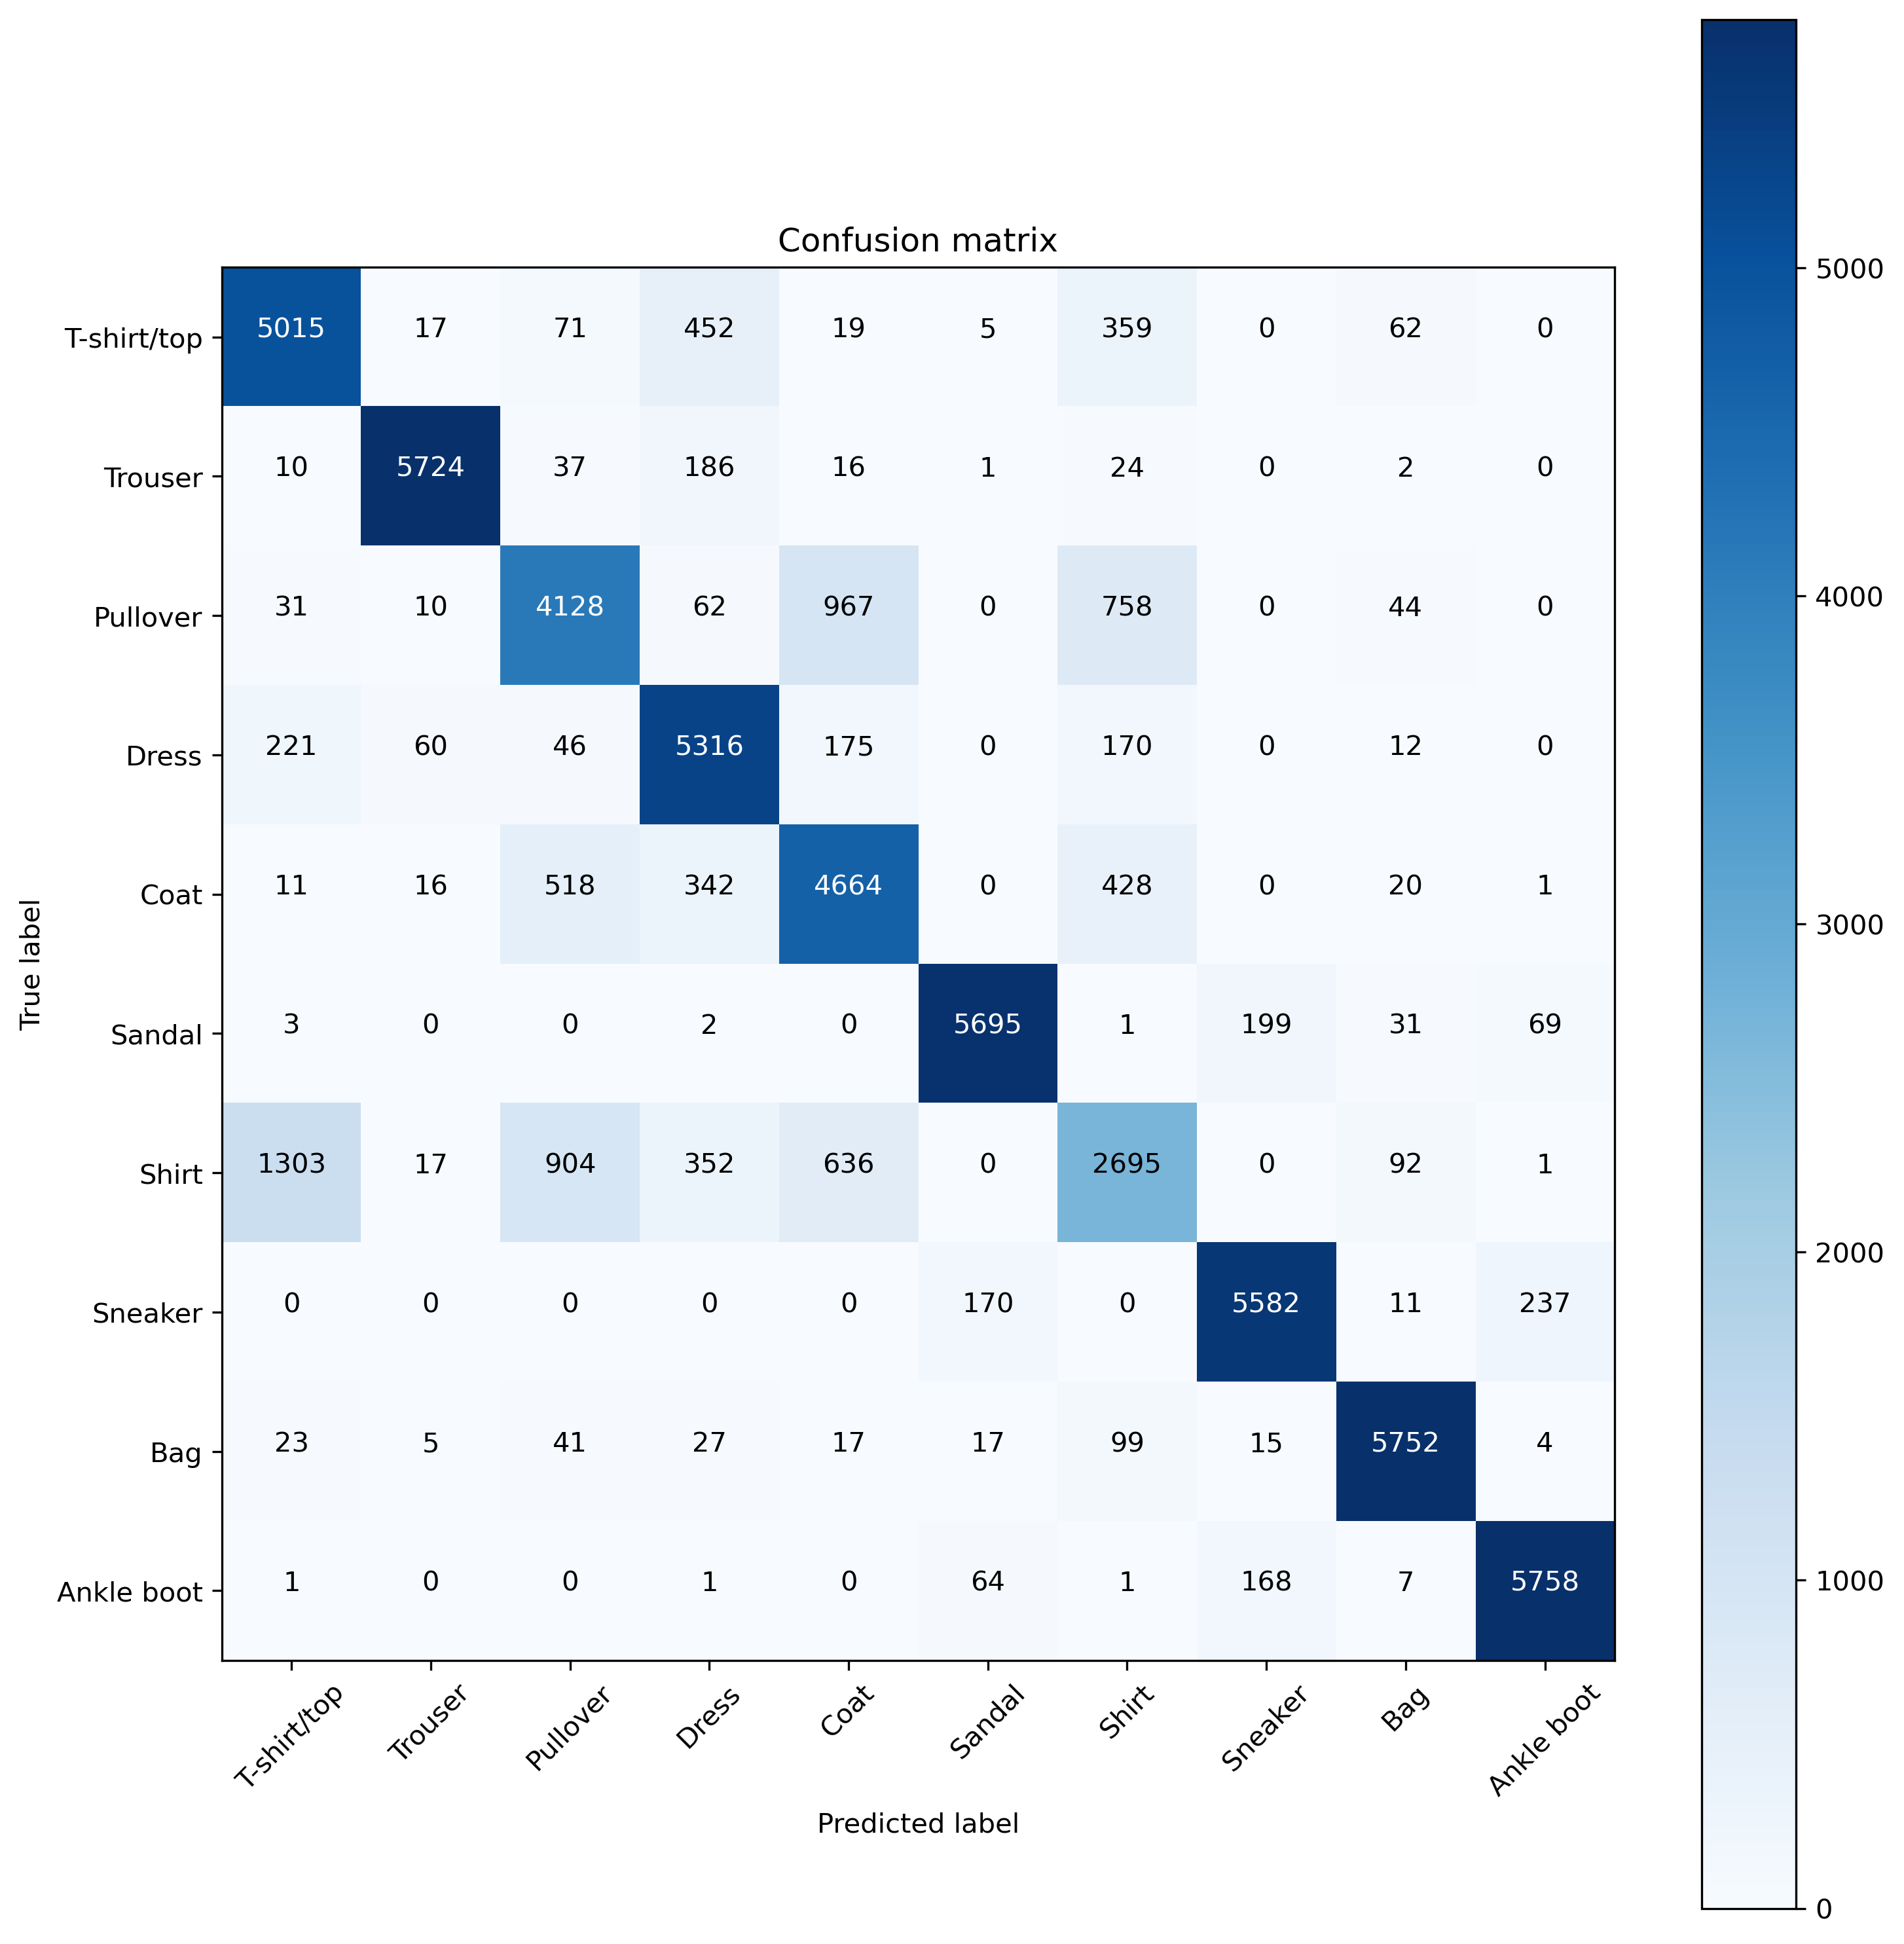 Confusion matrix
T-shirt/top 5015 17 71 452 19 5 359 0 62 0
Trouser 10 5724 37 186 16 1 24 0 2 0
Pullover 31 10 4128 62 967 0 758 0 44 0
Dress 221 60 46 5316 175 0 170 0 12 0
Coat 11 16 518 342 4664 0 428 0 20 1
Sandal 3 0 0 2 0 5695 1 199 31 69
Shirt 1303 17 904 352 636 0 2695 0 92 1
Sneaker 0 0 0 0 0 170 0 5582 11 237
Bag 23 5 41 27 17 17 99 15 5752 4
Ankle boot 1 0 0 1 0 64 1 168 7 5758
T-shirt/top Trouser Pullover Dress Coat Sandal Shirt Sneaker Bag Ankle boot
Predicted label
True label
5000
4000
3000
2000
1000
0